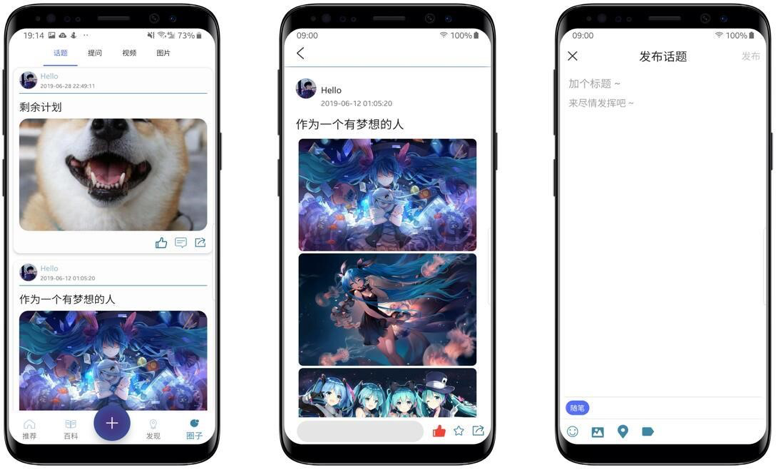 19:14
73%
话题 提问 视频 图片
Hello
2019-06-28 22:49:11
剩余计划
Hello
2019-06-12 01:05:20
作为一个有梦想的人
推荐 百科 发现 圈子
09:00
100%
Hello
2019-06-12 01:05:20
作为一个有梦想的人
09:00
100%
发布话题 发布
加个标题 ~
来尽情发挥吧 ~
随笔